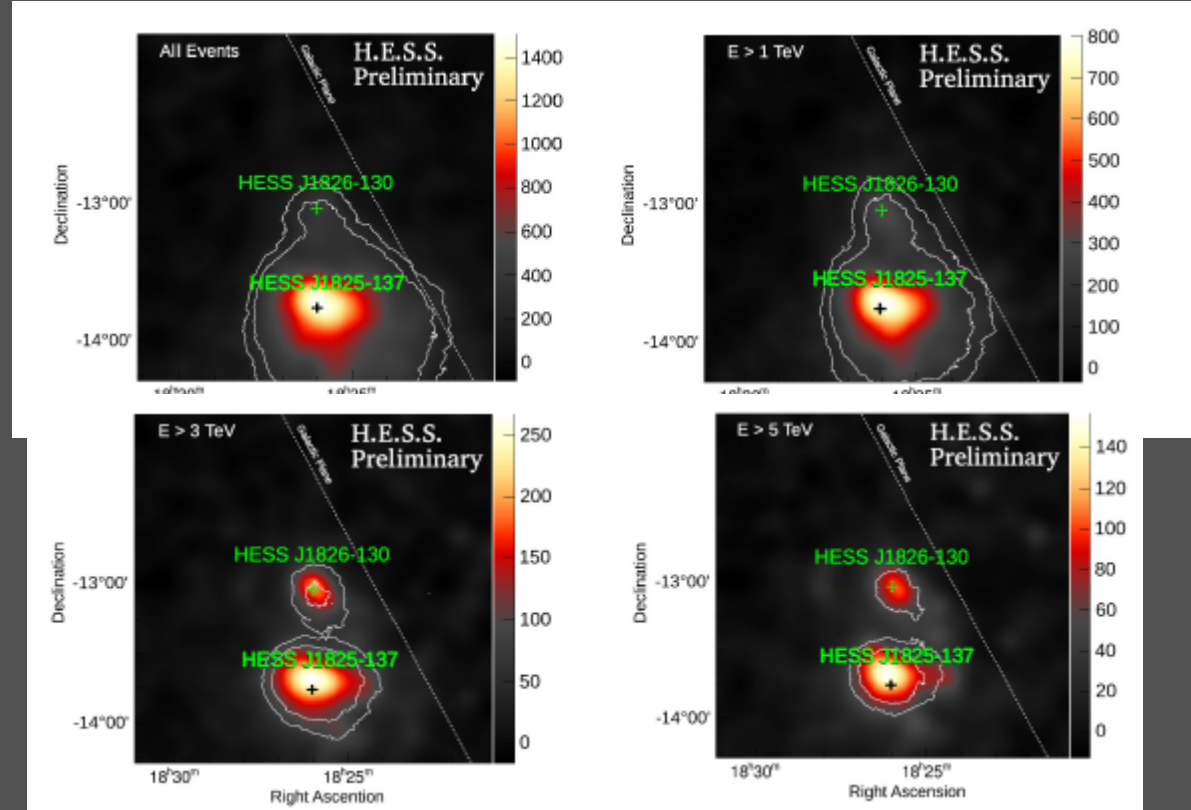 All Events
H.E.S.S.
Preliminary
Galactic Plane
HESS J1826-130
HESS J1825-137
Declination
-13°00'
-14°00'
1400
1200
1000
800
600
400
200
0
E > 1 TeV
H.E.S.S.
Preliminary
Galactic Plane
HESS J1826-130
HESS J1825-137
Declination
-13°00'
-14°00'
800
700
600
500
400
300
200
100
0
E > 3 TeV
H.E.S.S.
Preliminary
Galactic Plane
HESS J1826-130
HESS J1825-137
Declination
-13°00'
-14°00'
18h30m
18h25m
Right Ascention
250
200
150
100
50
0
E > 5 TeV
H.E.S.S.
Preliminary
Galactic Plane
HESS J1826-130
HESS J1825-137
Declination
-13°00'
-14°00'
18h30m
18h25m
Right Ascension
140
120
100
80
60
40
20
0